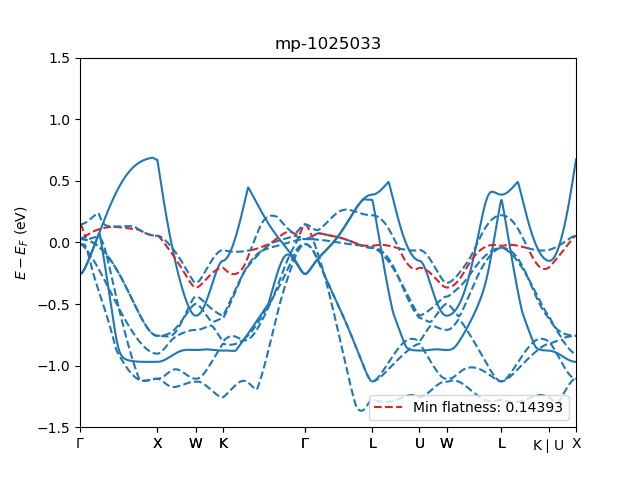 mp-1025033
1.5
1.0
0.5
0.0
−0.5
−1.0
−1.5
E − E_F (eV)
Min flatness: 0.14393
Γ X W K Γ L U W L K | U X